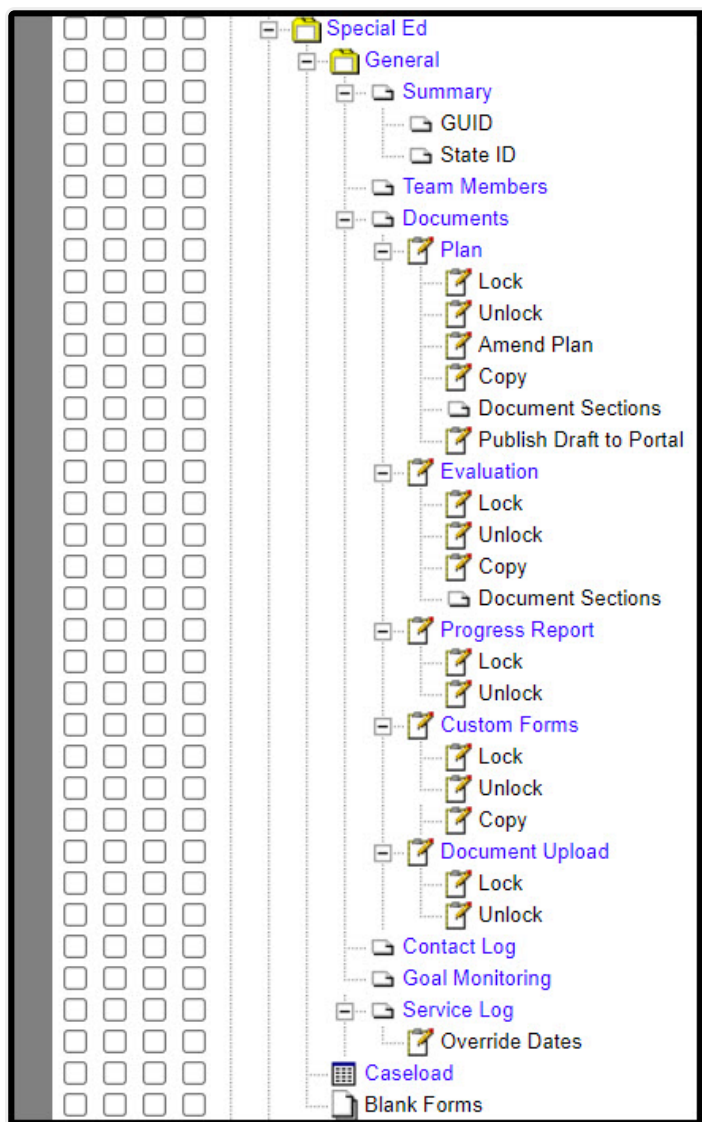 Special Ed
General
Summary
GUID
State ID
Team Members
Documents
Plan
Lock
Unlock
Amend Plan
Copy
Document Sections
Publish Draft to Portal
Evaluation
Lock
Unlock
Copy
Document Sections
Progress Report
Lock
Unlock
Custom Forms
Lock
Unlock
Copy
Document Upload
Lock
Unlock
Contact Log
Goal Monitoring
Service Log
Override Dates
Caseload
Blank Forms